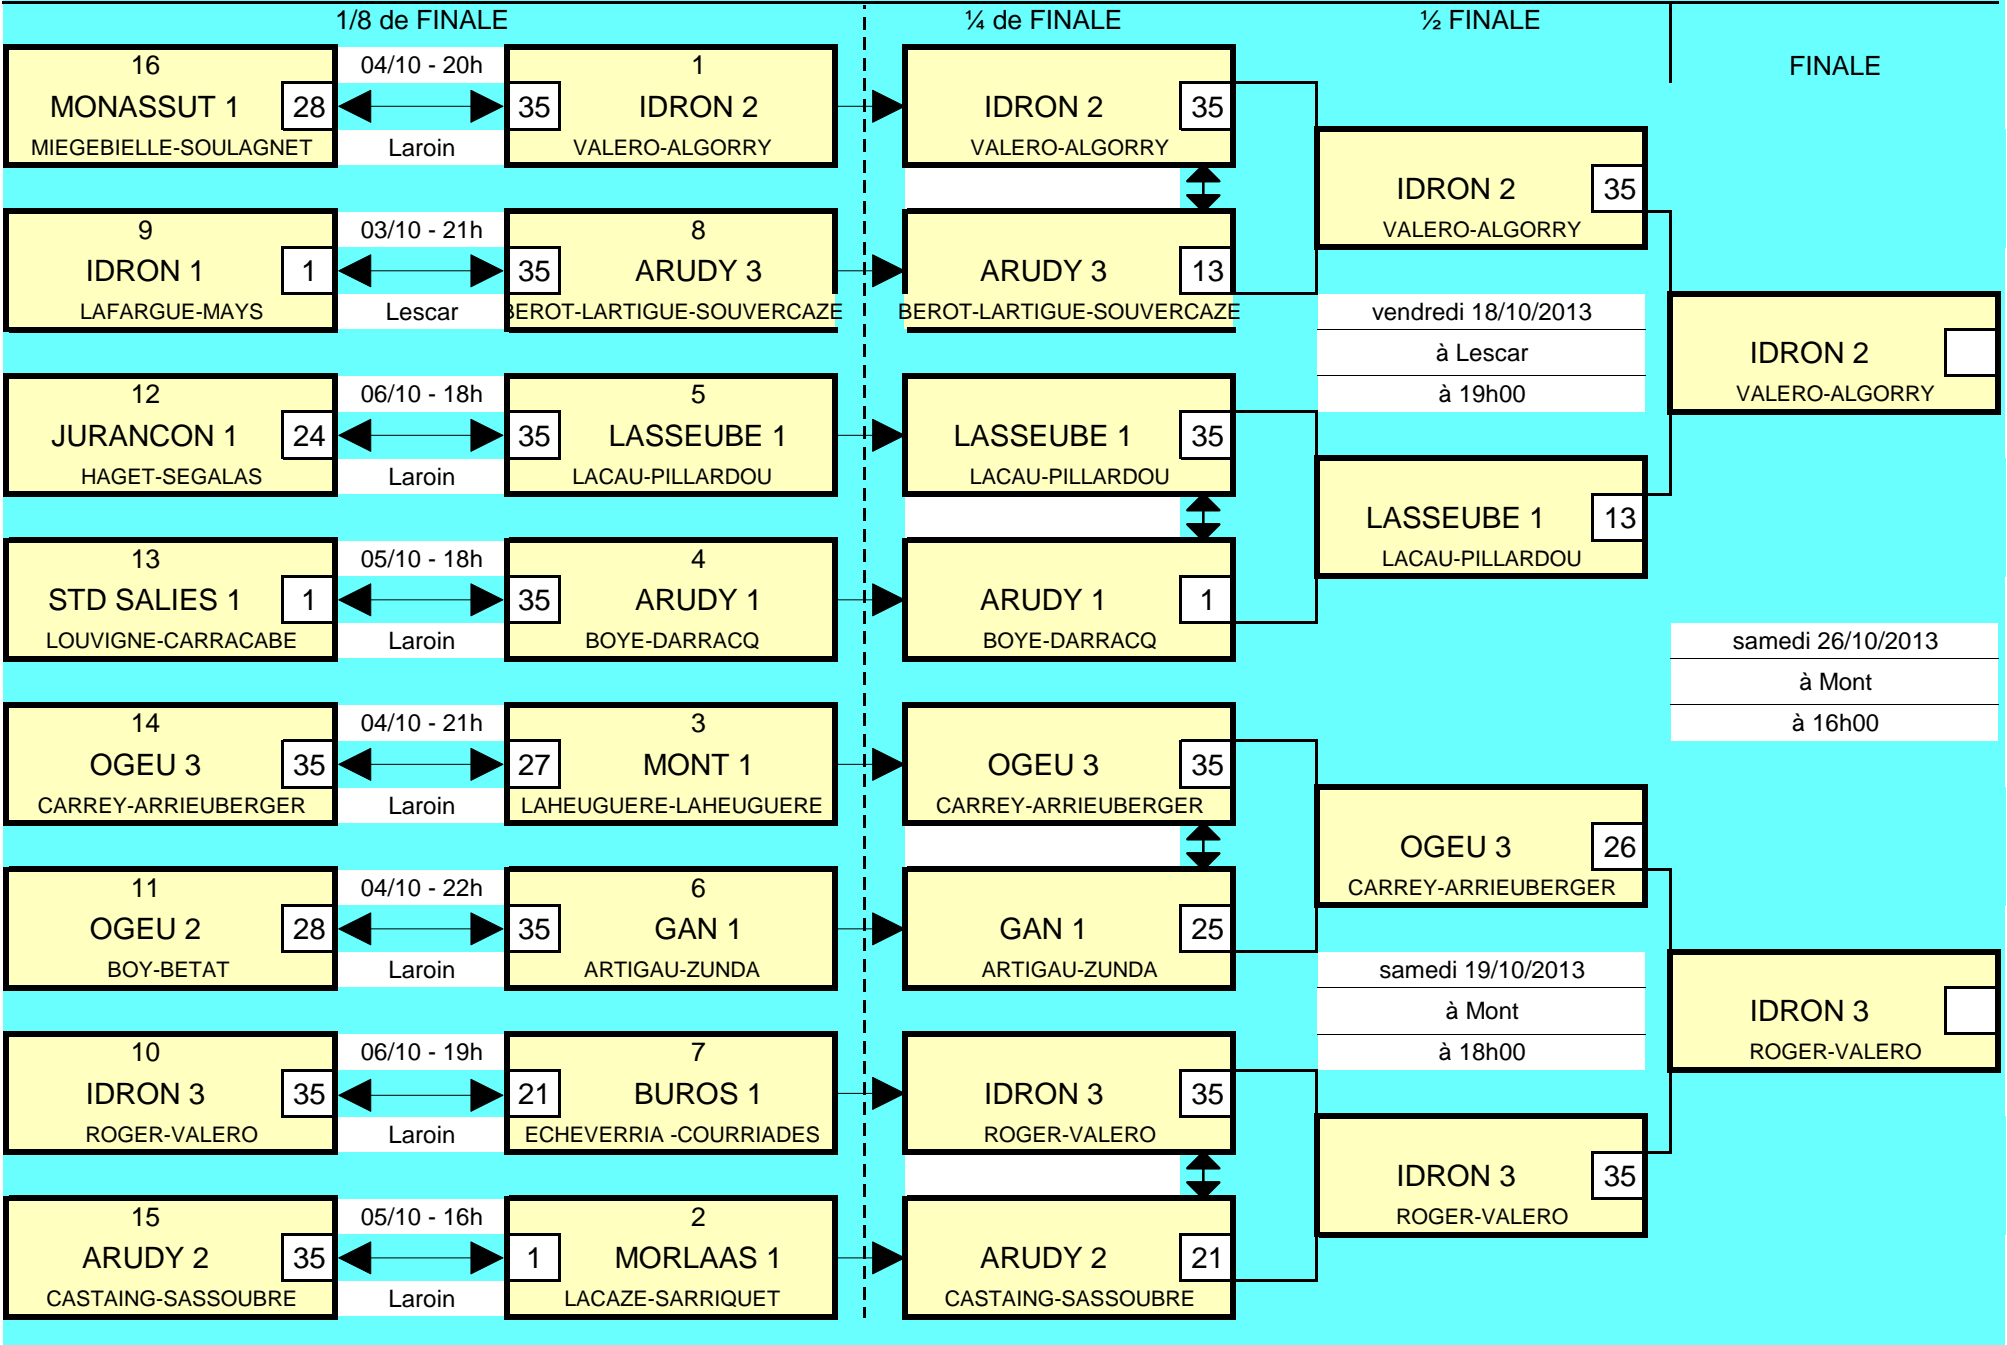 1/8 de FINALE
¼ de FINALE
½ FINALE
FINALE
16
MONASSUT 1
28
MIEGEBIELLE-SOULAGNET
04/10 - 20h
Laroin
1
35
IDRON 2
VALERO-ALGORRY
9
IDRON 1
1
LAFARGUE-MAYS
03/10 - 21h
Lescar
8
35
ARUDY 3
BEROT-LARTIGUE-SOUVERCAZE
12
JURANCON 1
24
HAGET-SEGALAS
06/10 - 18h
Laroin
5
35
LASSEUBE 1
LACAU-PILLARDOU
13
STD SALIES 1
1
LOUVIGNE-CARRACABE
05/10 - 18h
Laroin
4
35
ARUDY 1
BOYE-DARRACQ
14
OGEU 3
35
CARREY-ARRIEUBERGER
04/10 - 21h
Laroin
3
27
MONT 1
LAHEUGUERE-LAHEUGUERE
11
OGEU 2
28
BOY-BETAT
04/10 - 22h
Laroin
6
35
GAN 1
ARTIGAU-ZUNDA
10
IDRON 3
35
ROGER-VALERO
06/10 - 19h
Laroin
7
21
BUROS 1
ECHEVERRIA -COURRIADES
15
ARUDY 2
35
CASTAING-SASSOUBRE
05/10 - 16h
Laroin
2
1
MORLAAS 1
LACAZE-SARRIQUET
IDRON 2
35
VALERO-ALGORRY
ARUDY 3
13
BEROT-LARTIGUE-SOUVERCAZE
LASSEUBE 1
35
LACAU-PILLARDOU
ARUDY 1
1
BOYE-DARRACQ
OGEU 3
35
CARREY-ARRIEUBERGER
GAN 1
25
ARTIGAU-ZUNDA
IDRON 3
35
ROGER-VALERO
ARUDY 2
21
CASTAING-SASSOUBRE
IDRON 2
35
VALERO-ALGORRY
vendredi 18/10/2013
à Lescar
à 19h00
LASSEUBE 1
13
LACAU-PILLARDOU
OGEU 3
26
CARREY-ARRIEUBERGER
samedi 19/10/2013
à Mont
à 18h00
IDRON 3
35
ROGER-VALERO
IDRON 2
VALERO-ALGORRY
samedi 26/10/2013
à Mont
à 16h00
IDRON 3
ROGER-VALERO